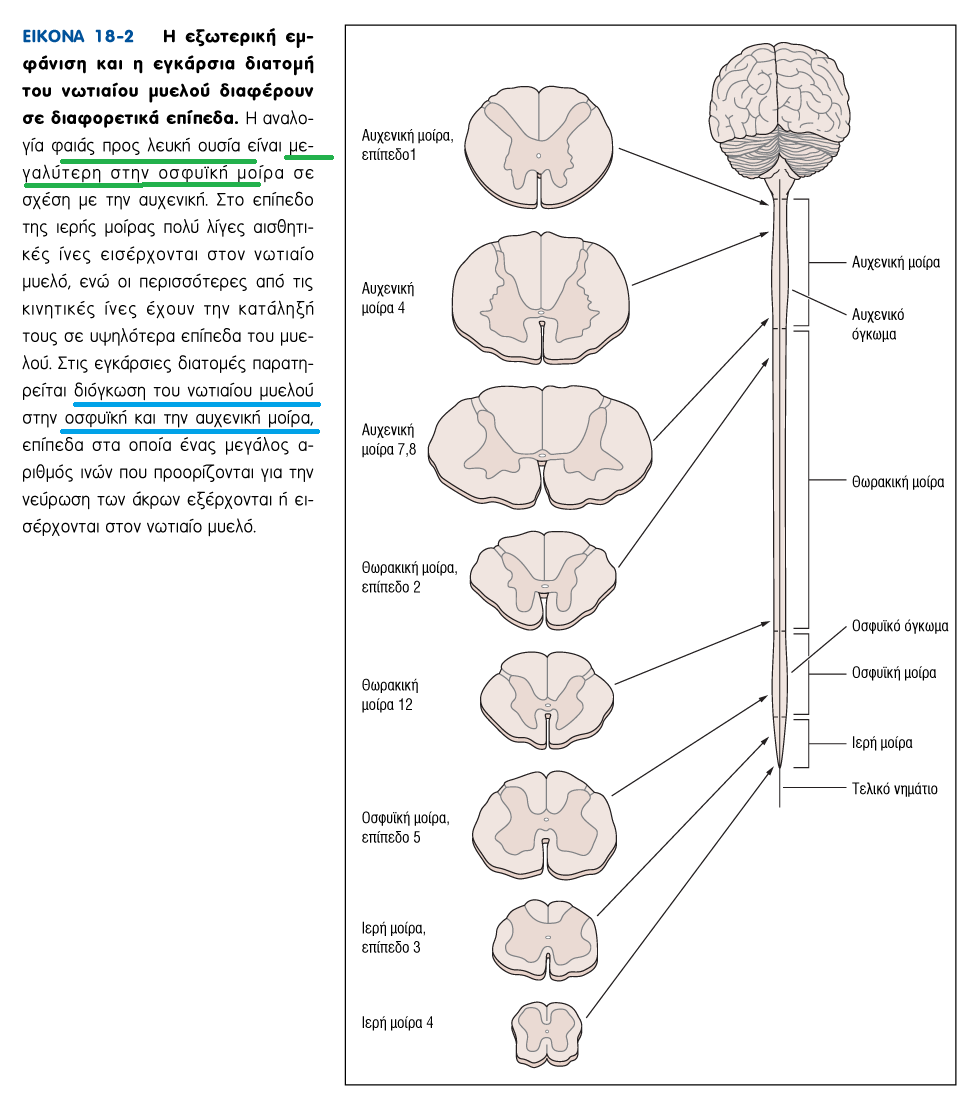 ΕΙΚΟΝΑ 18-2 Η εξωτερική εμ-
φάνιση και η εγκάρσια διατομή
του νωτιαίου μυελού διαφέρουν
σε διαφορετικά επίπεδα. Η αναλο-
γία φαιάς προς λευκή ουσία είναι με-
γαλύτερη στην οσφυϊκή μοίρα σε
σχέση με την αυχενική. Στο επίπεδο
της ιερής μοίρας πολύ λίγες αισθητι-
κές ίνες εισέρχονται στον νωτιαίο
μυελό, ενώ οι περισσότερες από τις
κινητικές ίνες έχουν την κατάληξή
τους σε υψηλότερα επίπεδα του μυε-
λού. Στις εγκάρσιες διατομές παρατη-
ρείται διόγκωση του νωτιαίου μυελού
στην οσφυϊκή και την αυχενική μοίρα,
επίπεδα στα οποία ένας μεγάλος α-
ριθμός ινών που προορίζονται για την
νεύρωση των άκρων εξέρχονται ή ει-
σέρχονται στον νωτιαίο μυελό.
Αυχενική μοίρα,
επίπεδο1
Αυχενική
μοίρα 4
Αυχενική
μοίρα 7,8
Θωρακική μοίρα,
επίπεδο 2
Θωρακική
μοίρα 12
Οσφυϊκή μοίρα,
επίπεδο 5
Ιερή μοίρα,
επίπεδο 3
Ιερή μοίρα 4
Αυχενική μοίρα
Αυχενικό
όγκωμα
Θωρακική μοίρα
Οσφυϊκό όγκωμα
Οσφυϊκή μοίρα
Ιερή μοίρα
Τελικό νημάτιο